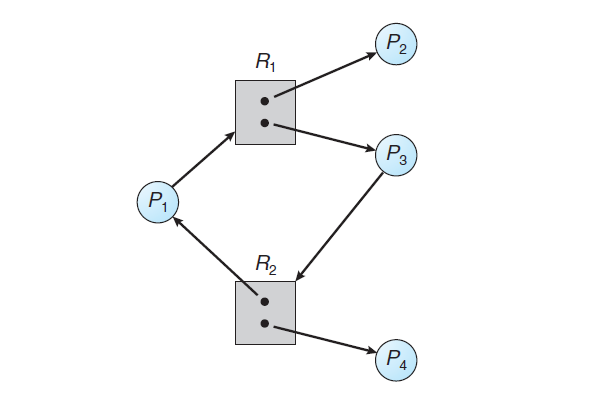 P₂
R₁
P₃
P₁
R₂
P₄